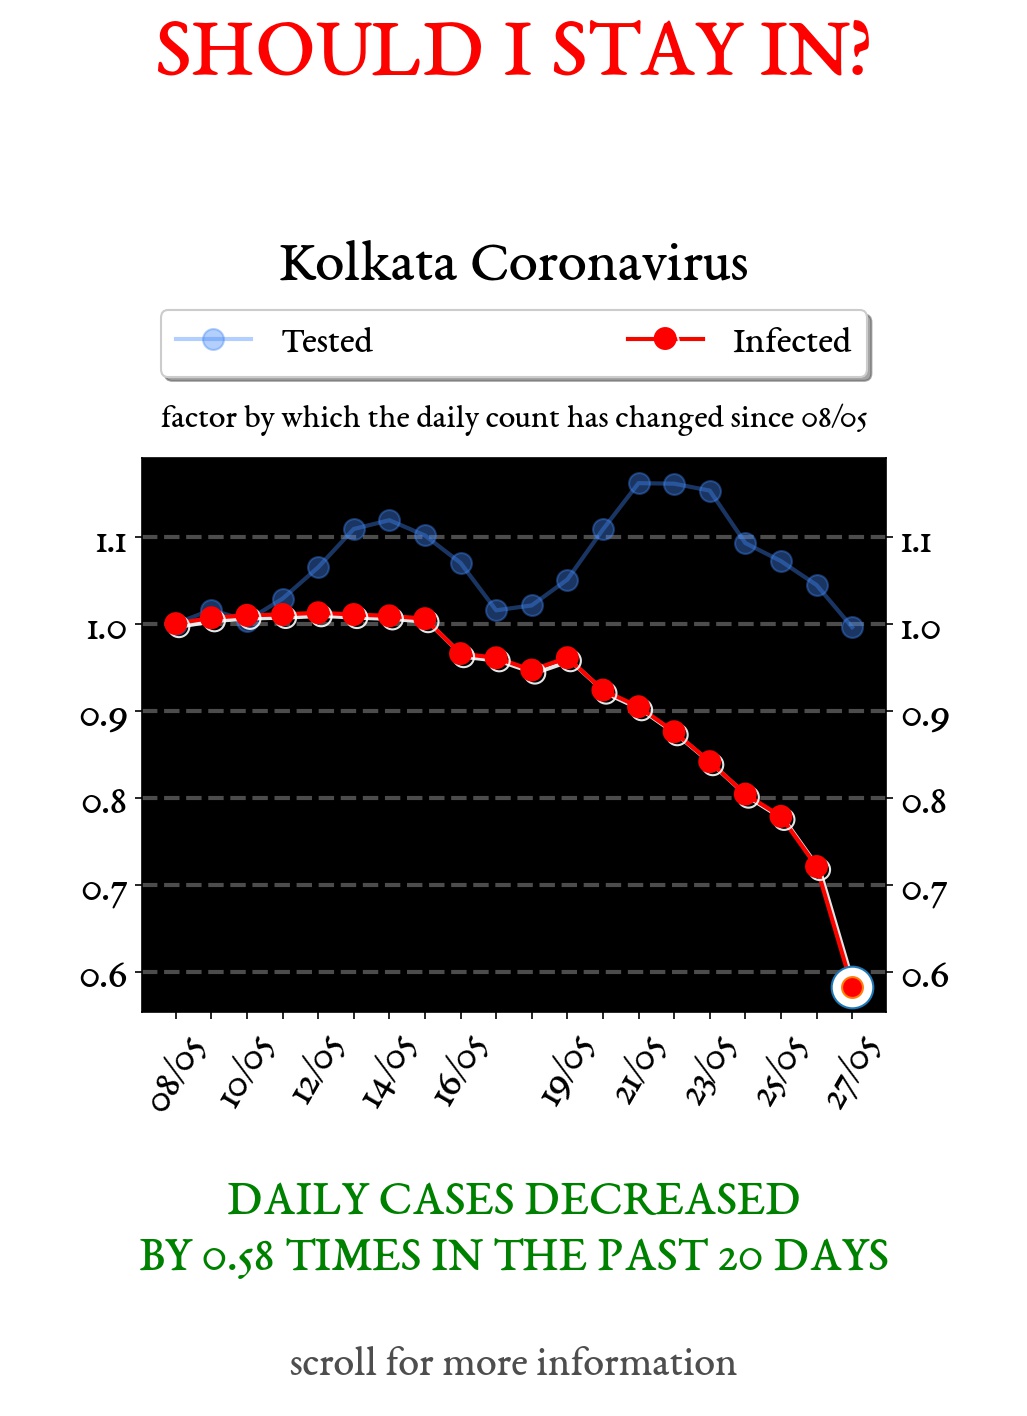 SHOULD I STAY IN?
Kolkata Coronavirus
Tested Infected
factor by which the daily count has changed since 08/05
1.1 1.1
1.0 1.0
0.9 0.9
0.8 0.8
0.7 0.7
0.6 0.6
08/05 10/05 12/05 14/05 16/05 19/05 21/05 23/05 25/05 27/05
DAILY CASES DECREASED
BY 0.58 TIMES IN THE PAST 20 DAYS
scroll for more information